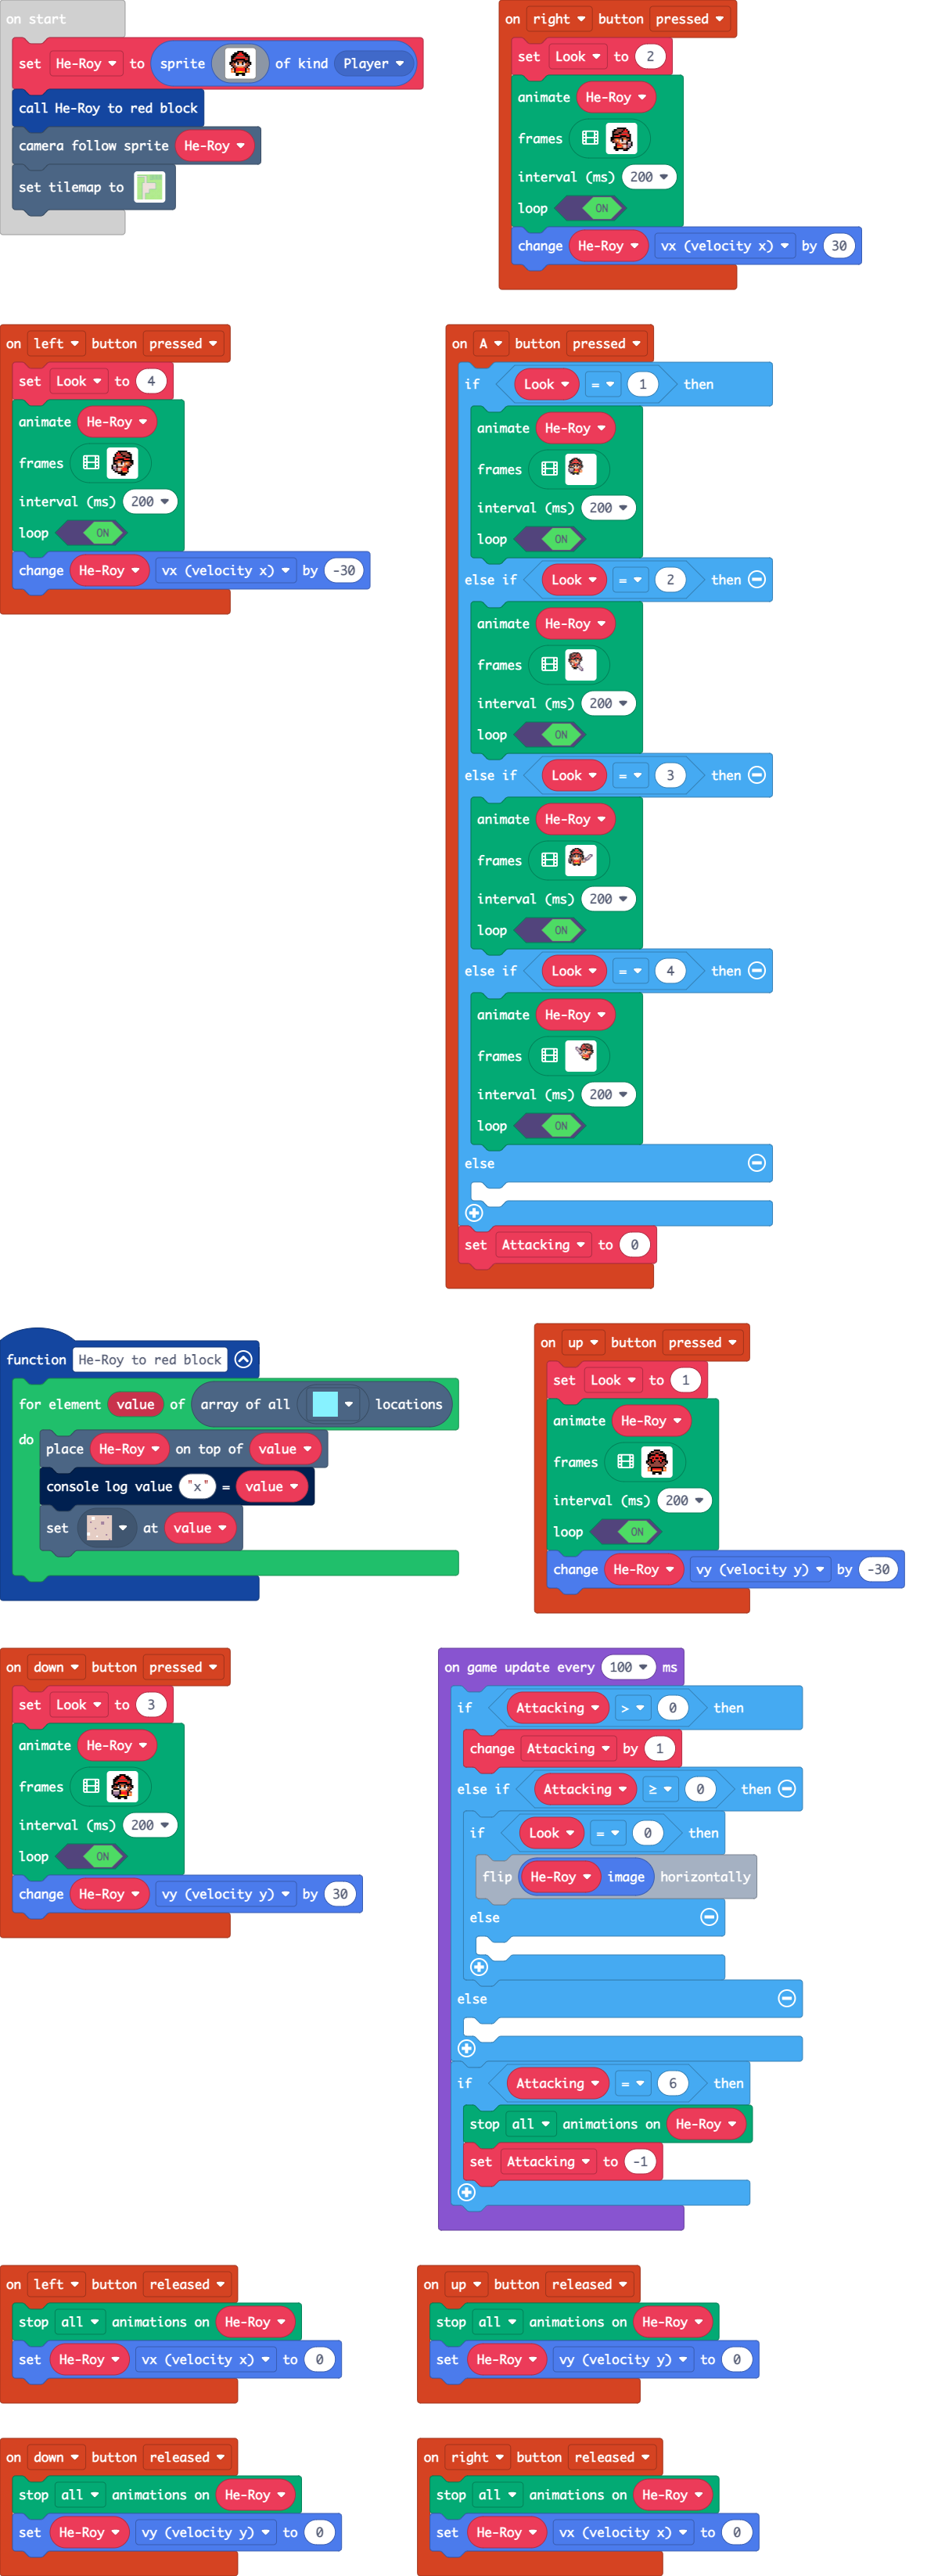 on start
set He-Roy to sprite of kind Player
call He-Roy to red block
camera follow sprite He-Roy
set tilemap to
on right button pressed
set Look to 2
animate He-Roy
frames
interval (ms) 200
loop ON
change He-Roy vx (velocity x) by 30
on left button pressed
set Look to 4
animate He-Roy
frames
interval (ms) 200
loop ON
change He-Roy vx (velocity x) by -30
on A button pressed
if Look = 1 then
animate He-Roy
frames
interval (ms) 200
loop ON
else if Look = 2 then
animate He-Roy
frames
interval (ms) 200
loop ON
else if Look = 3 then
animate He-Roy
frames
interval (ms) 200
loop ON
else if Look = 4 then
animate He-Roy
frames
interval (ms) 200
loop ON
else
set Attacking to 0
function He-Roy to red block
for element value of array of all locations
do
place He-Roy on top of value
console log value "x" = value
set at value
on up button pressed
set Look to 1
animate He-Roy
frames
interval (ms) 200
loop ON
change He-Roy vy (velocity y) by -30
on down button pressed
set Look to 3
animate He-Roy
frames
interval (ms) 200
loop ON
change He-Roy vy (velocity y) by 30
on game update every 100 ms
if Attacking > 0 then
change Attacking by 1
else if Attacking ≥ 0 then
if Look = 0 then
flip He-Roy image horizontally
else
else
if Attacking = 6 then
stop all animations on He-Roy
set Attacking to -1
on left button released
stop all animations on He-Roy
set He-Roy vx (velocity x) to 0
on up button released
stop all animations on He-Roy
set He-Roy vy (velocity y) to 0
on down button released
stop all animations on He-Roy
set He-Roy vy (velocity y) to 0
on right button released
stop all animations on He-Roy
set He-Roy vx (velocity x) to 0